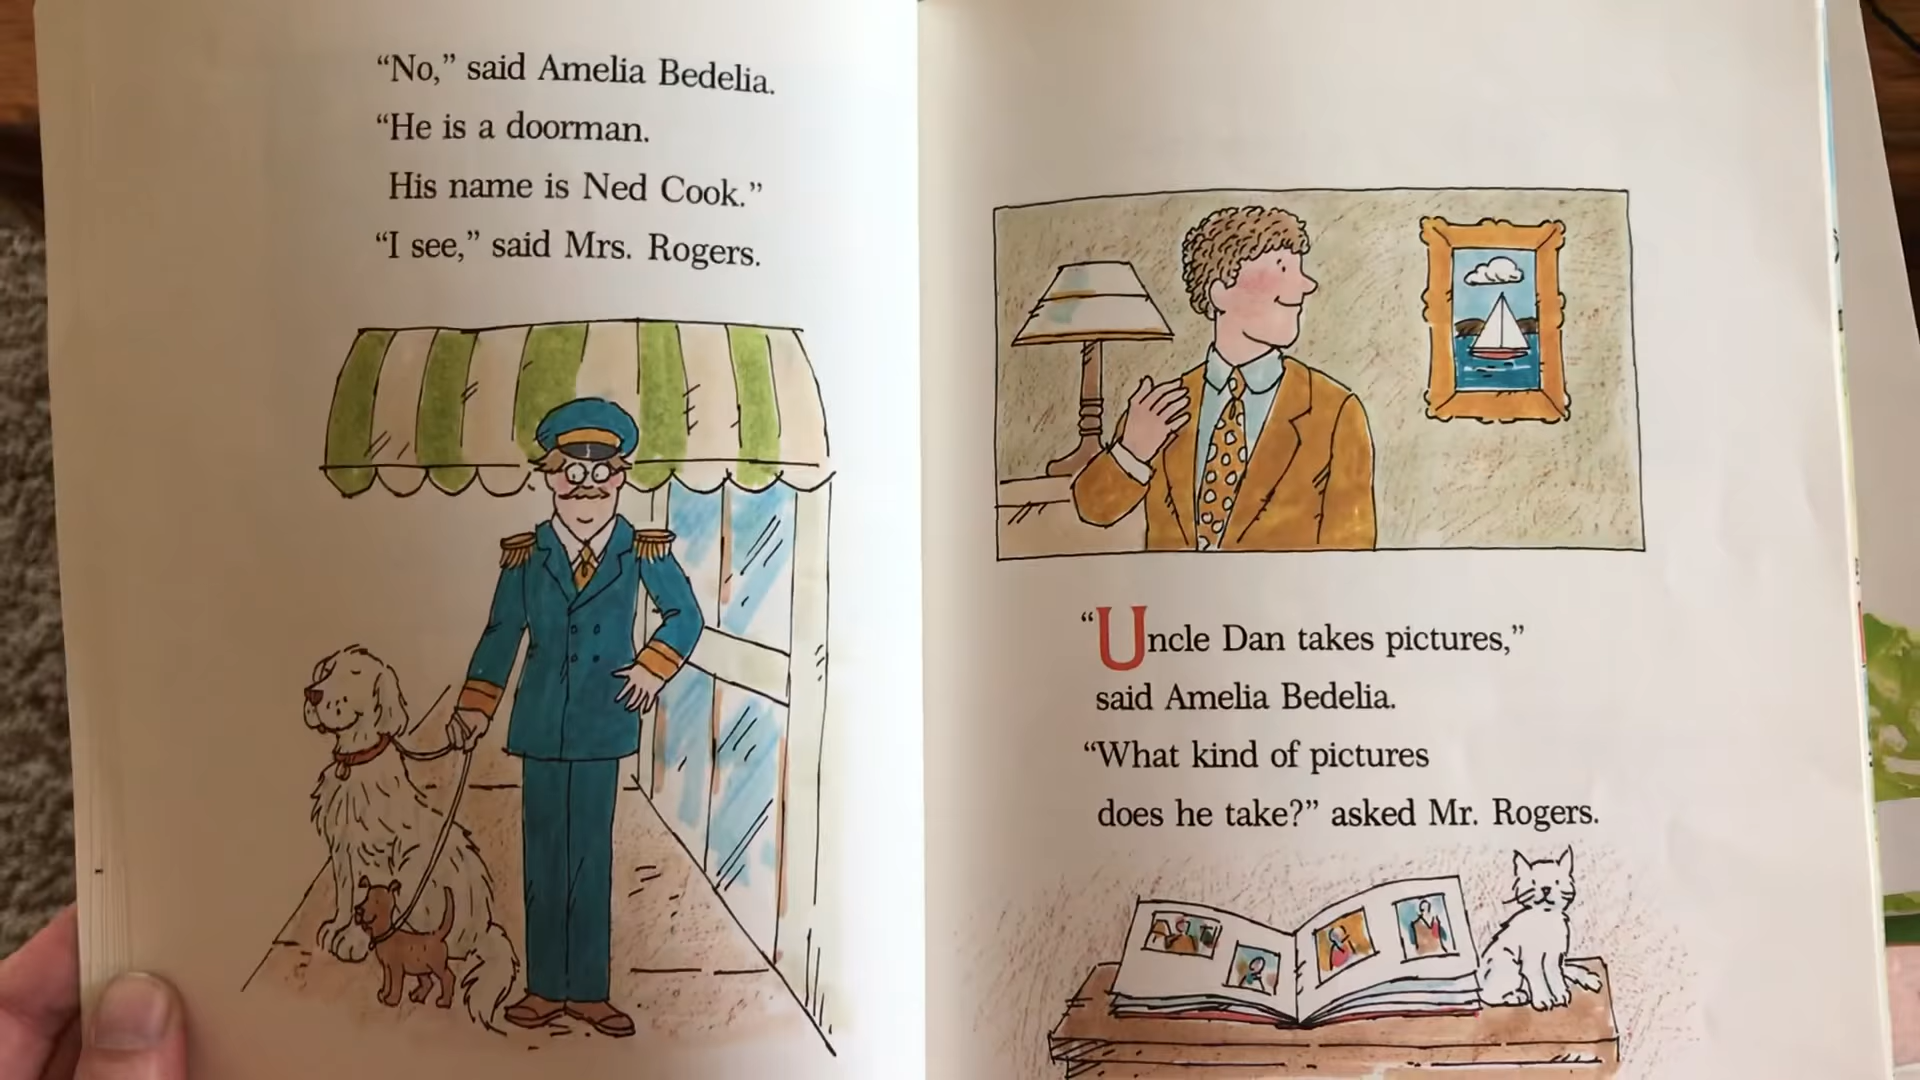 “No,” said Amelia Bedelia.
“He is a doorman.
His name is Ned Cook.”
“I see,” said Mrs. Rogers.
“Uncle Dan takes pictures,”
said Amelia Bedelia.
“What kind of pictures
does he take?” asked Mr. Rogers.